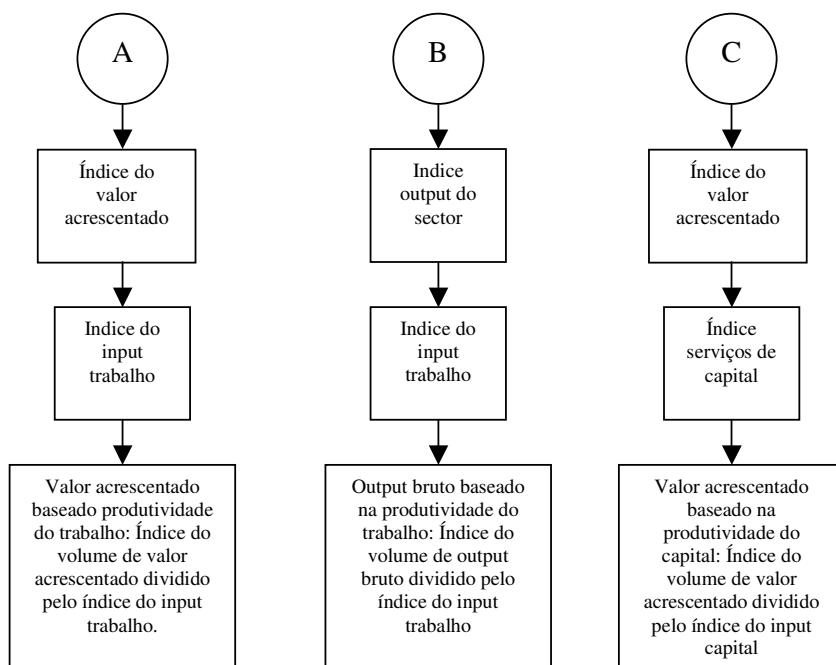 A
Índice do
valor
acrescentado
Indice do
input
trabalho
Valor acrescentado
baseado produtividade
do trabalho: Índice do
volume de valor
acrescentado dividido
pelo índice do input
trabalho.
B
Indice
output do
sector
Indice do
input
trabalho
Output bruto baseado
na produtividade do
trabalho: Índice do
volume de output
bruto dividido pelo
índice do input
trabalho
C
Índice do
valor
acrescentado
Índice
serviços de
capital
Valor acrescentado
baseado na
produtividade do
capital: Índice do
volume de valor
acrescentado dividido
pelo índice do input
capital